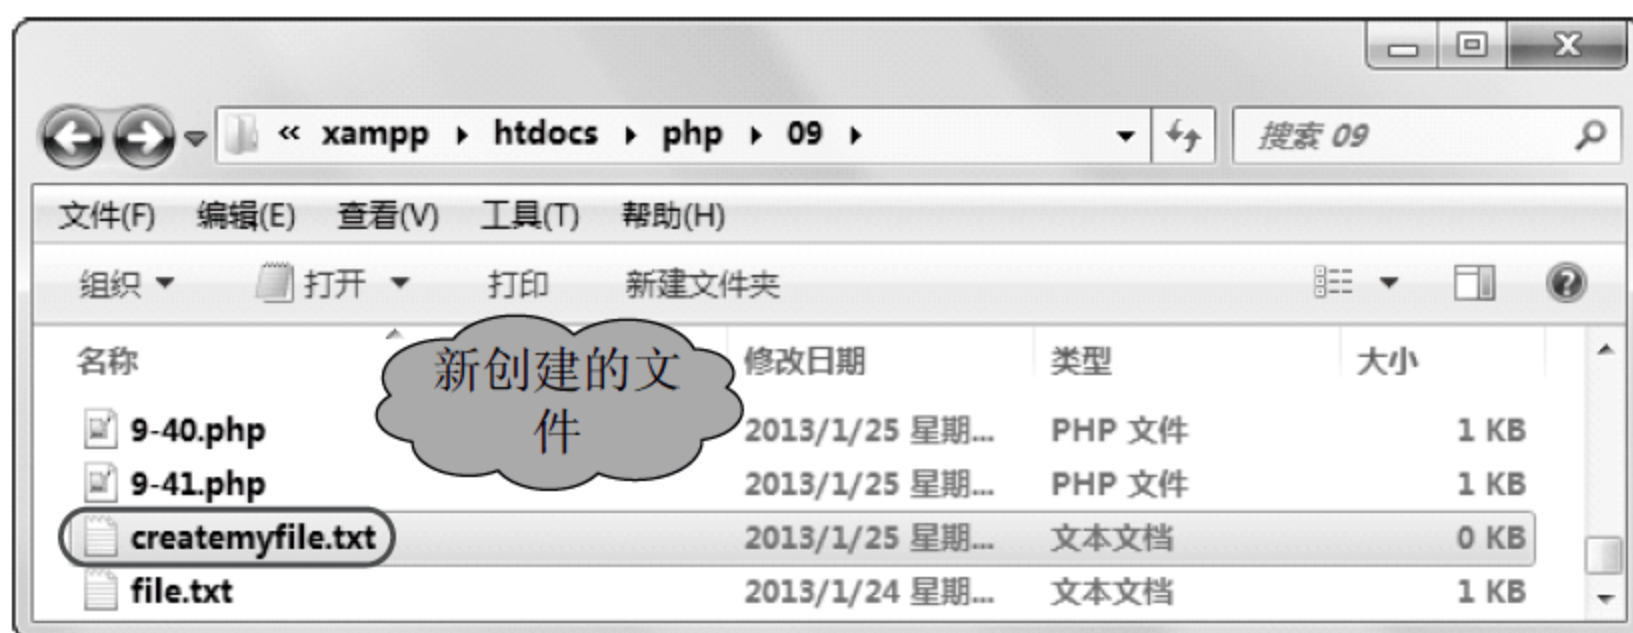 « xampp ▸ htdocs ▸ php ▸ 09 ▸ 搜索 09
文件(F) 编辑(E) 查看(V) 工具(T) 帮助(H)
组织 打开 打印 新建文件夹
名称 修改日期 类型 大小
新创建的文
件
9-40.php 2013/1/25 星期... PHP 文件 1 KB
9-41.php 2013/1/25 星期... PHP 文件 1 KB
createmyfile.txt 2013/1/25 星期... 文本文档 0 KB
file.txt 2013/1/24 星期... 文本文档 1 KB